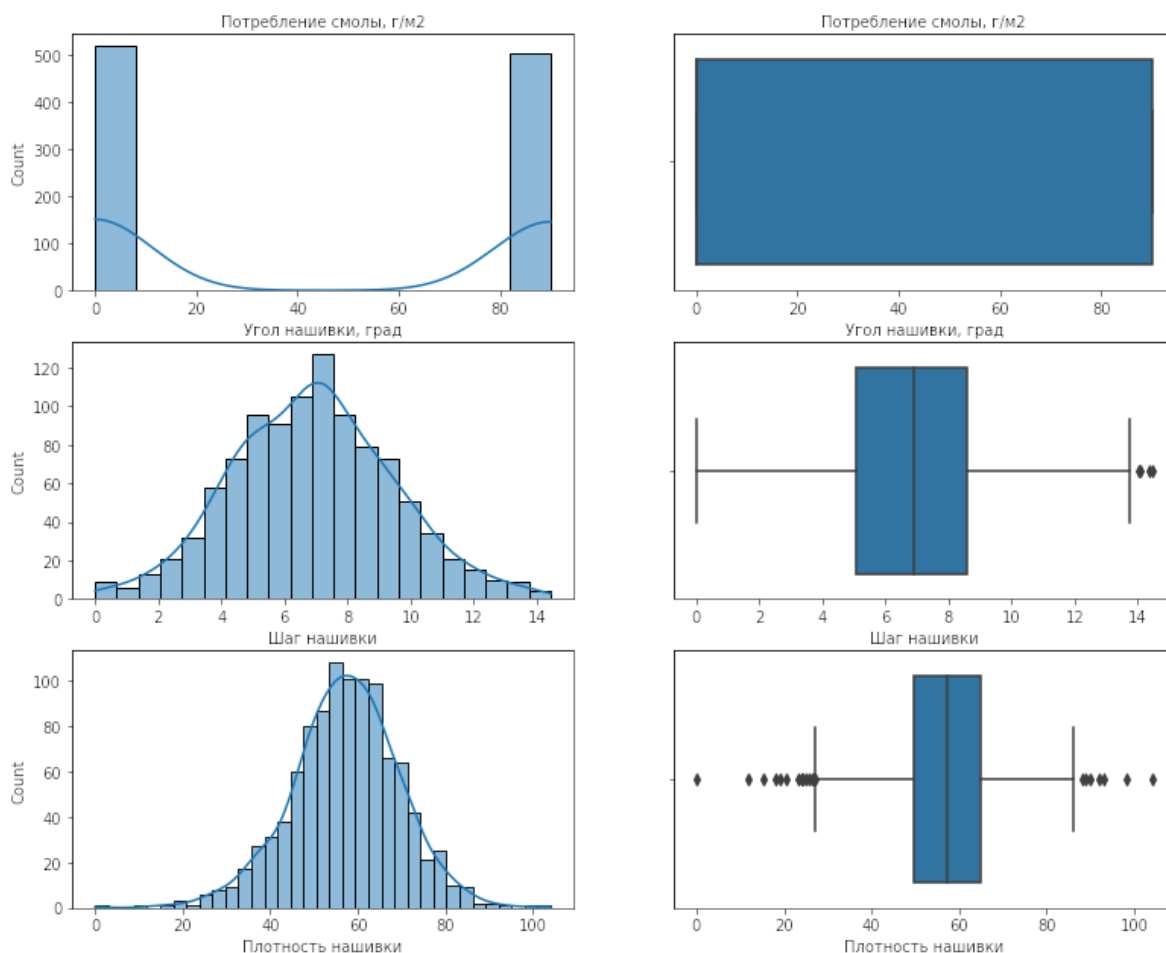 Потребление смолы, г/м2
Потребление смолы, г/м2
500
400
300
200
100
0
Count
0 20 40 60 80
0 20 40 60 80
Угол нашивки, град
Угол нашивки, град
120
100
80
60
40
20
0
Count
0 2 4 6 8 10 12 14
0 2 4 6 8 10 12 14
Шаг нашивки
Шаг нашивки
100
80
60
40
20
0
Count
0 20 40 60 80 100
0 20 40 60 80 100
Плотность нашивки
Плотность нашивки